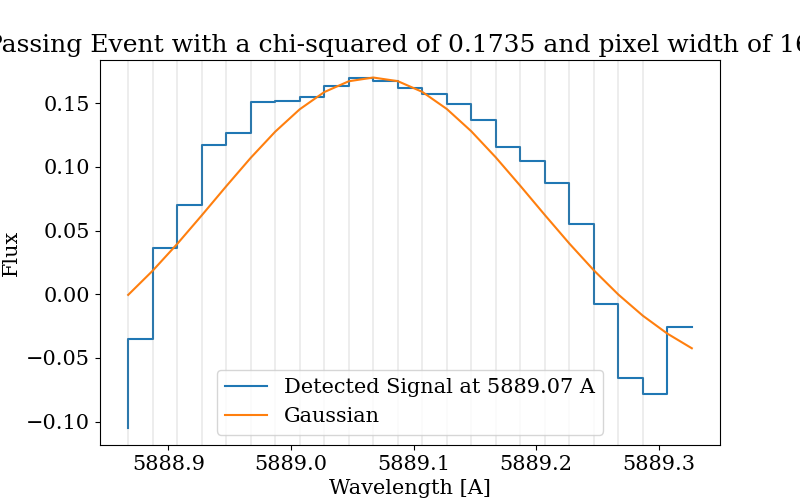 Passing Event with a chi-squared of 0.1735 and pixel width of 16
0.15
0.10
0.05
0.00
−0.05
−0.10
Flux
Detected Signal at 5889.07 A
Gaussian
5888.9 5889.0 5889.1 5889.2 5889.3
Wavelength [A]